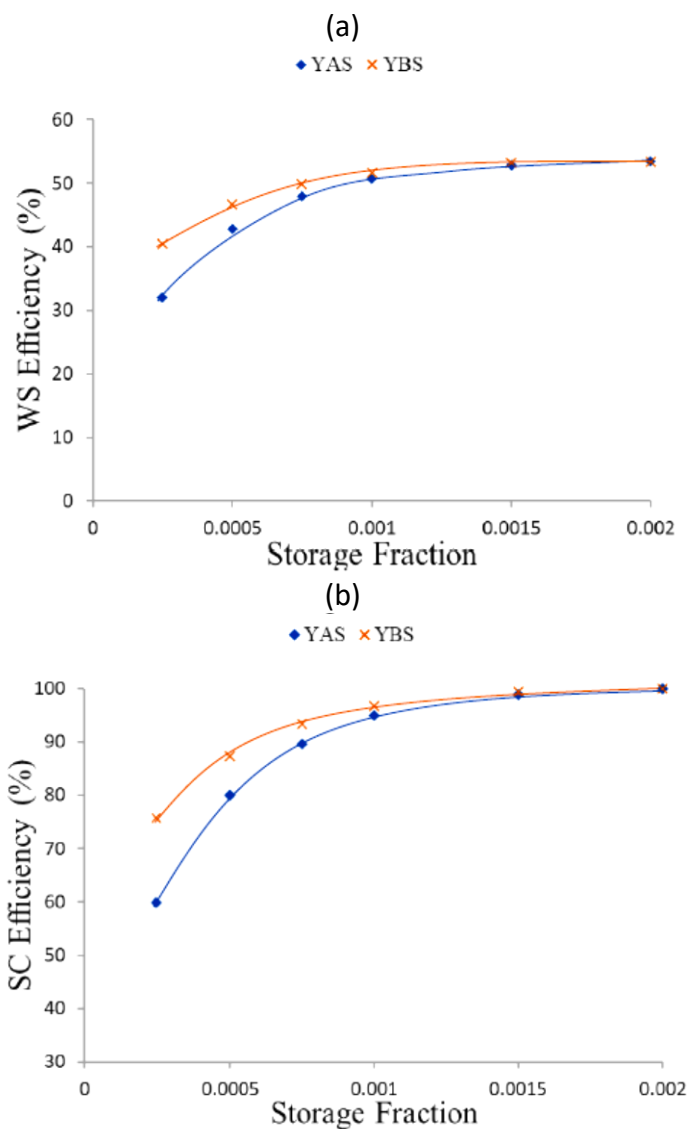 (a)
YAS YBS
WS Efficiency (%)
60
50
40
30
20
10
0
0 0.0005 0.001 0.0015 0.002
Storage Fraction
(b)
YAS YBS
SC Efficiency (%)
100
90
80
70
60
50
40
30
0 0.0005 0.001 0.0015 0.002
Storage Fraction